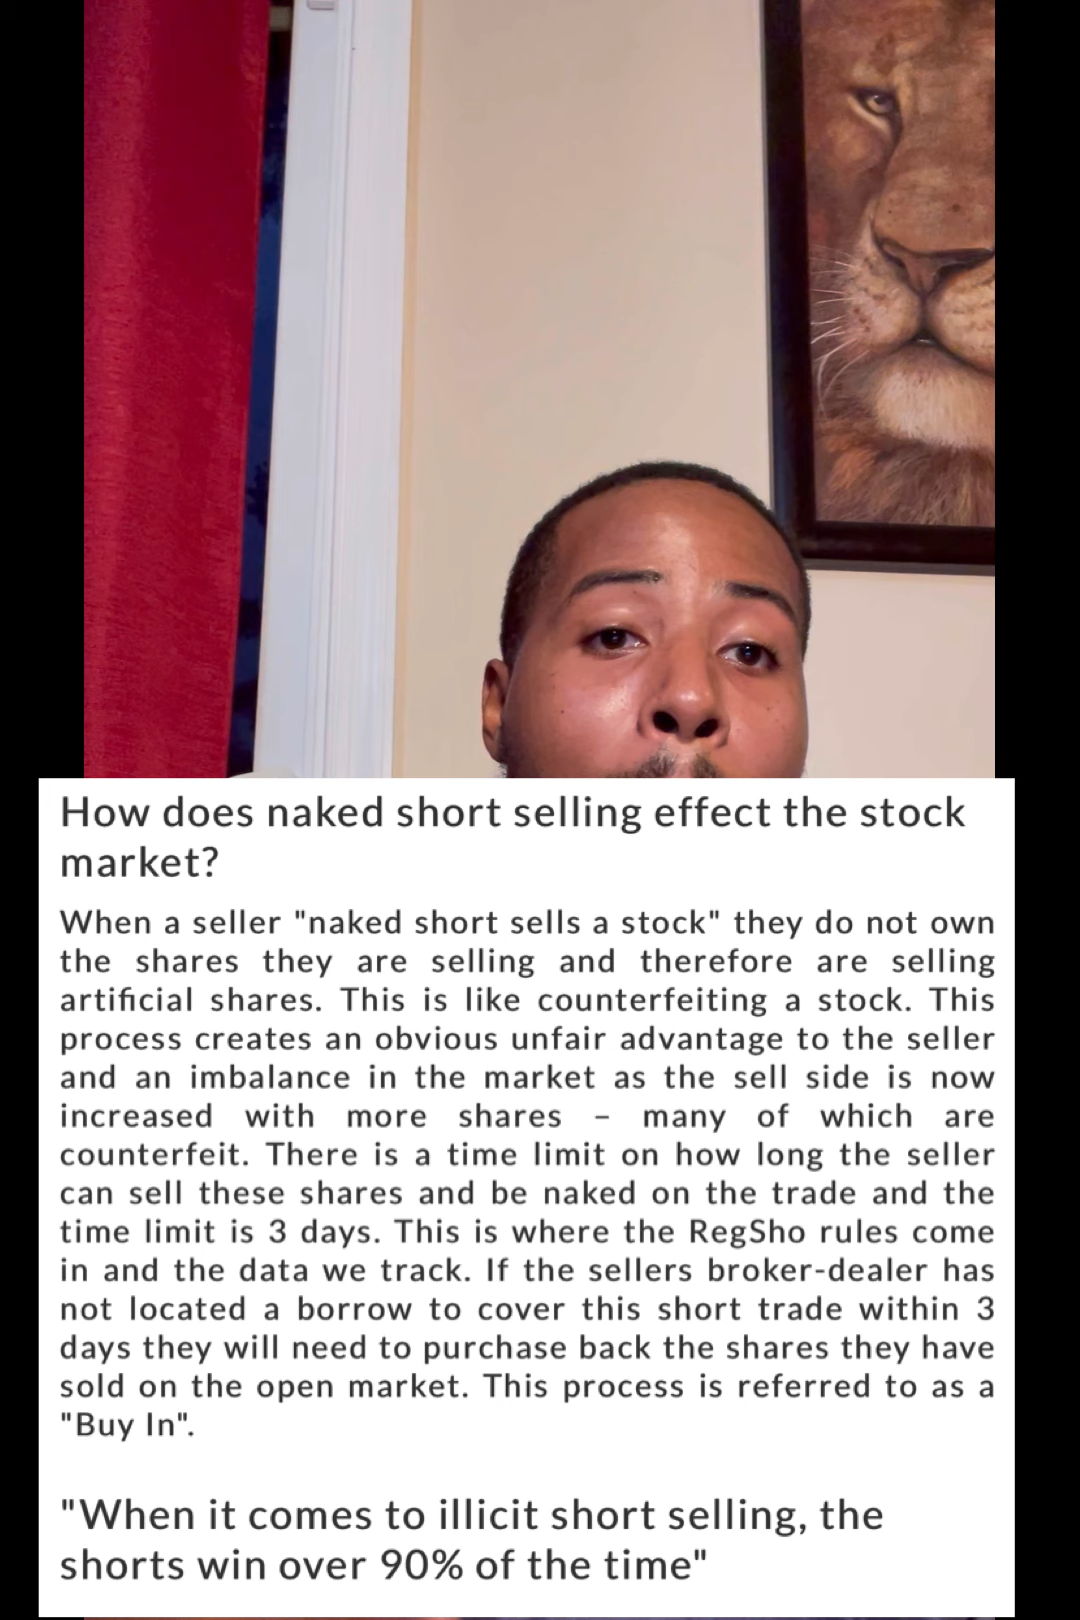 How does naked short selling effect the stock
market?
When a seller "naked short sells a stock" they do not own
the shares they are selling and therefore are selling
artificial shares. This is like counterfeiting a stock. This
process creates an obvious unfair advantage to the seller
and an imbalance in the market as the sell side is now
increased with more shares – many of which are
counterfeit. There is a time limit on how long the seller
can sell these shares and be naked on the trade and the
time limit is 3 days. This is where the RegSho rules come
in and the data we track. If the sellers broker-dealer has
not located a borrow to cover this short trade within 3
days they will need to purchase back the shares they have
sold on the open market. This process is referred to as a
"Buy In".
"When it comes to illicit short selling, the
shorts win over 90% of the time"